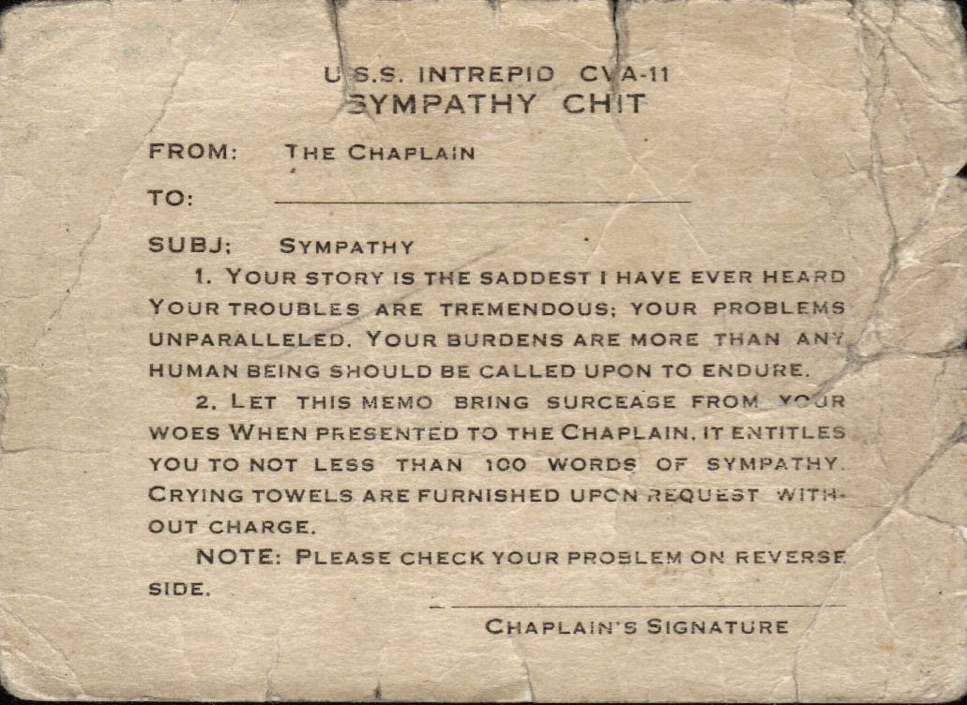 U.S.S. INTREPID CVA-11
SYMPATHY CHIT
FROM: THE CHAPLAIN
TO:
SUBJ; SYMPATHY
1. YOUR STORY IS THE SADDEST I HAVE EVER HEARD
YOUR TROUBLES ARE TREMENDOUS; YOUR PROBLEMS
UNPARALLELED. YOUR BURDENS ARE MORE THAN ANY
HUMAN BEING SHOULD BE CALLED UPON TO ENDURE.
2. LET THIS MEMO BRING SURCEASE FROM YOUR
WOES WHEN PRESENTED TO THE CHAPLAIN, IT ENTITLES
YOU TO NOT LESS THAN 100 WORDS OF SYMPATHY.
CRYING TOWELS ARE FURNISHED UPON REQUEST WITH-
OUT CHARGE.
NOTE: PLEASE CHECK YOUR PROBLEM ON REVERSE
SIDE.
CHAPLAIN'S SIGNATURE